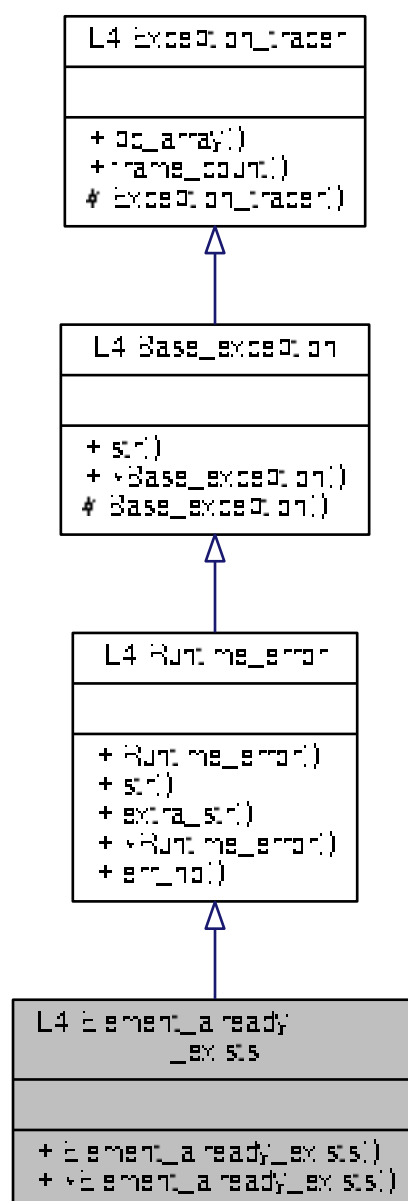 L4 Exception_tracer
+ pc_array()
+ frame_count()
# Exception_tracer()
L4 Base_exception
+ str()
+ ~Base_exception()
# Base_exception()
L4 Runtime_error
+ Runtime_error()
+ str()
+ extra_str()
+ ~Runtime_error()
+ err_no()
L4 Element_already
_exists
+ Element_already_exists()
+ ~Element_already_exists()